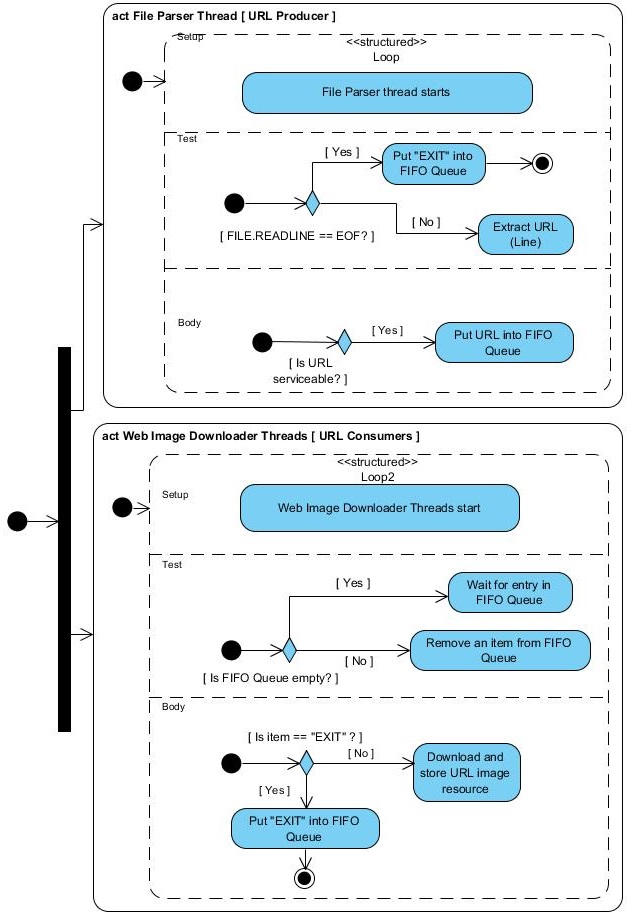 act File Parser Thread [ URL Producer ]
Setup
<<structured>>
Loop
File Parser thread starts
Test
[ Yes ]
Put "EXIT" into
FIFO Queue
[ No ]
Extract URL
(Line)
[ FILE.READLINE == EOF? ]
Body
[ Yes ]
Put URL into FIFO
Queue
[ Is URL
serviceable? ]
act Web Image Downloader Threads [ URL Consumers ]
<<structured>>
Loop2
Setup
Web Image Downloader Threads start
Test
[ Yes ]
Wait for entry in
FIFO Queue
Remove an item from FIFO
Queue
[ No ]
[ Is FIFO Queue empty? ]
Body
[ Is item == "EXIT" ? ]
[ No ]
Download and
store URL image
resource
[ Yes ]
Put "EXIT" into FIFO
Queue